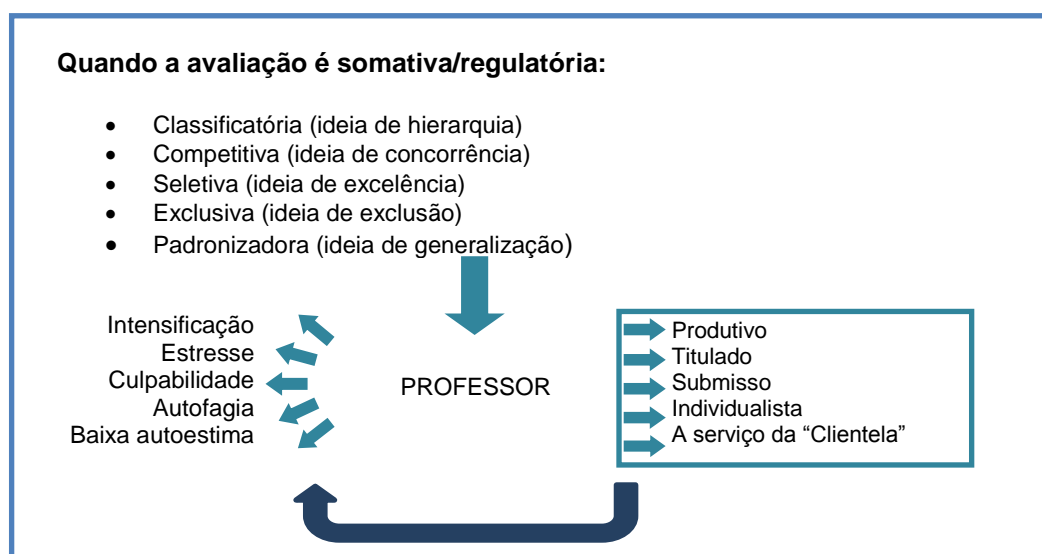 Quando a avaliação é somativa/regulatória:
• Classificatória (ideia de hierarquia)
• Competitiva (ideia de concorrência)
• Seletiva (ideia de excelência)
• Exclusiva (ideia de exclusão)
• Padronizadora (ideia de generalização)
Intensificação
Estresse
Culpabilidade
Autofagia
Baixa autoestima
PROFESSOR
Produtivo
Titulado
Submisso
Individualista
A serviço da “Clientela”